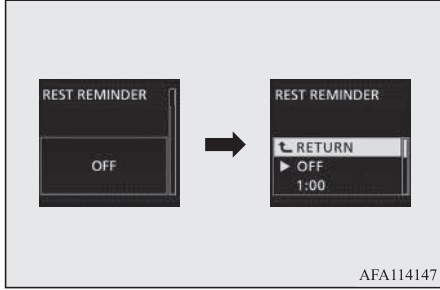 REST REMINDER
OFF
REST REMINDER
RETURN
OFF
1:00
AFA114147